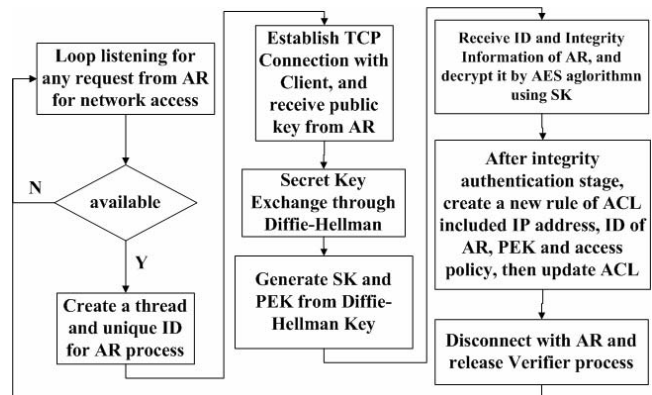 Loop listening for
any request from AR
for network access
N
available
Y
Create a thread
and unique ID
for AR process
Establish TCP
Connection with
Client, and
receive public
key from AR
Secret Key
Exchange through
Diffie-Hellman
Generate SK and
PEK from Diffie-
Hellman Key
Receive ID and Integrity
Information of AR, and
decrypt it by AES aglorithmn
using SK
After integrity
authentication stage,
create a new rule of ACL
included IP address, ID of
AR, PEK and access
policy, then update ACL
Disconnect with AR and
release Verifier process